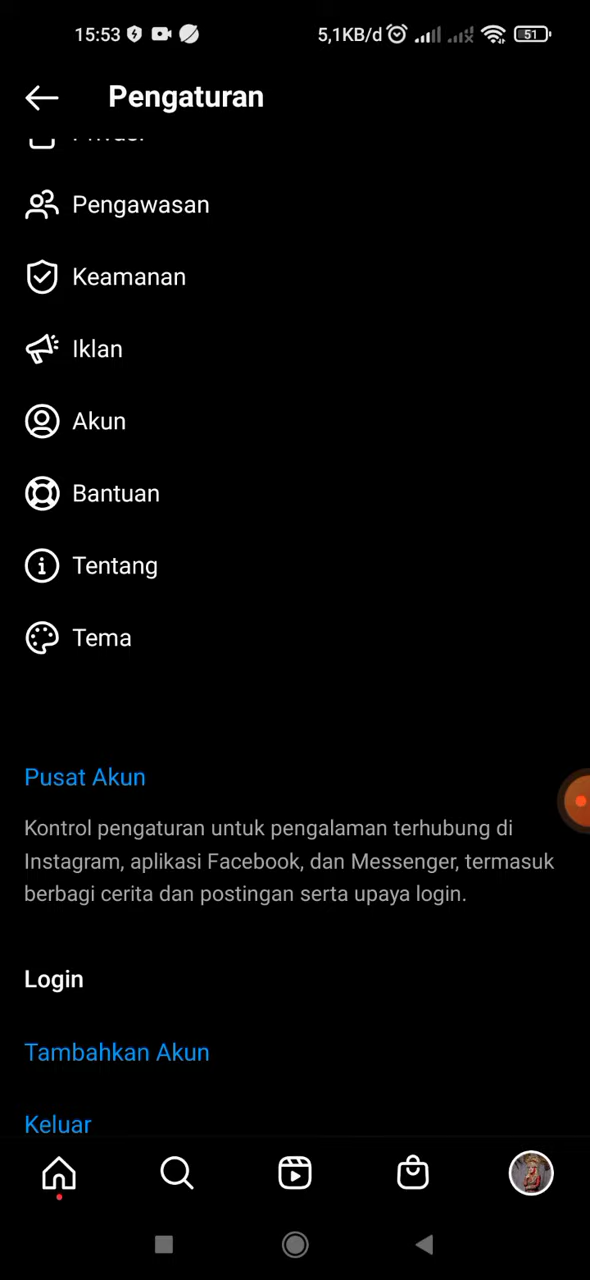 15:53
5,1KB/d
51
Pengaturan
Pengawasan
Keamanan
Iklan
Akun
Bantuan
Tentang
Tema
Pusat Akun
Kontrol pengaturan untuk pengalaman terhubung di
Instagram, aplikasi Facebook, dan Messenger, termasuk
berbagi cerita dan postingan serta upaya login.
Login
Tambahkan Akun
Keluar